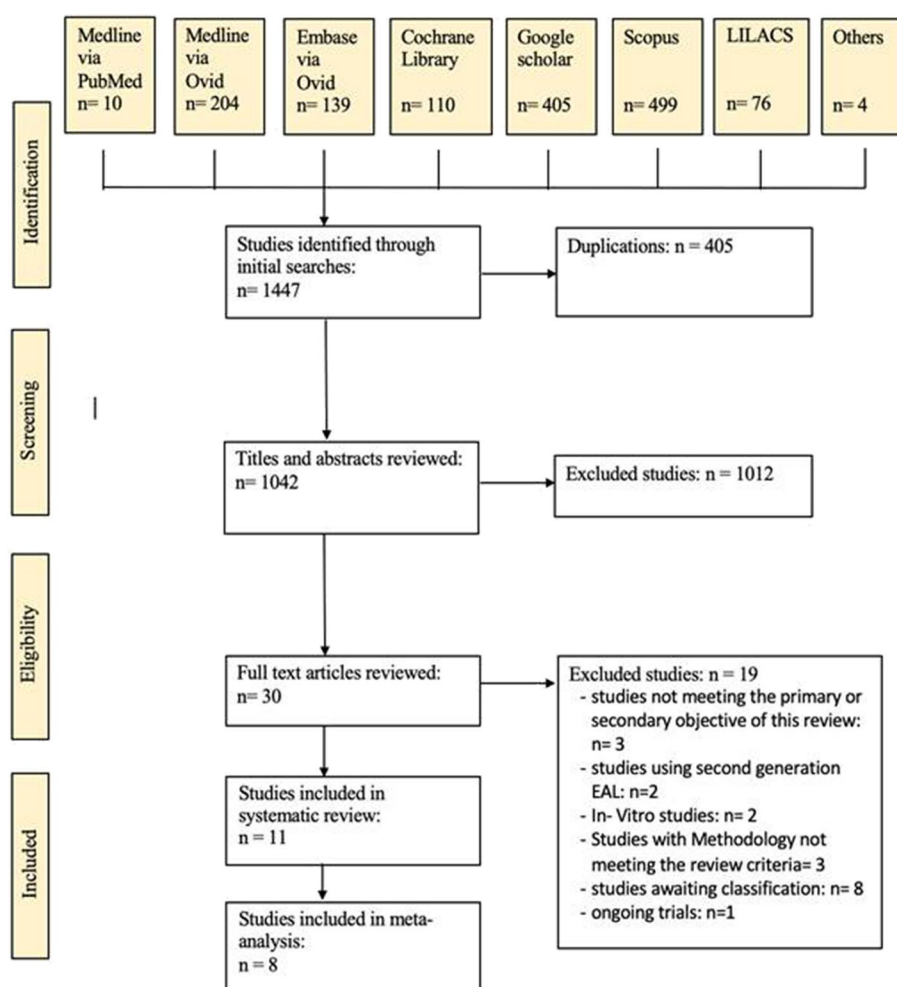 Medline
via
PubMed
n= 10
Medline
via
Ovid
n= 204
Embase
via
Ovid
n= 139
Cochrane
Library
n= 110
Google
scholar
n= 405
Scopus
n= 499
LILACS
n= 76
Others
n= 4
Identification
Studies identified through
initial searches:
n= 1447
Duplications: n = 405
Screening
Titles and abstracts reviewed:
n= 1042
Excluded studies: n = 1012
Eligibility
Full text articles reviewed:
n= 30
Excluded studies: n = 19
- studies not meeting the primary or
secondary objective of this review:
n= 3
- studies using second generation
EAL: n=2
- In- Vitro studies: n= 2
- Studies with Methodology not
meeting the review criteria= 3
- studies awaiting classification: n= 8
- ongoing trials: n=1
Included
Studies included in
systematic review:
n = 11
Studies included in meta-
analysis:
n = 8